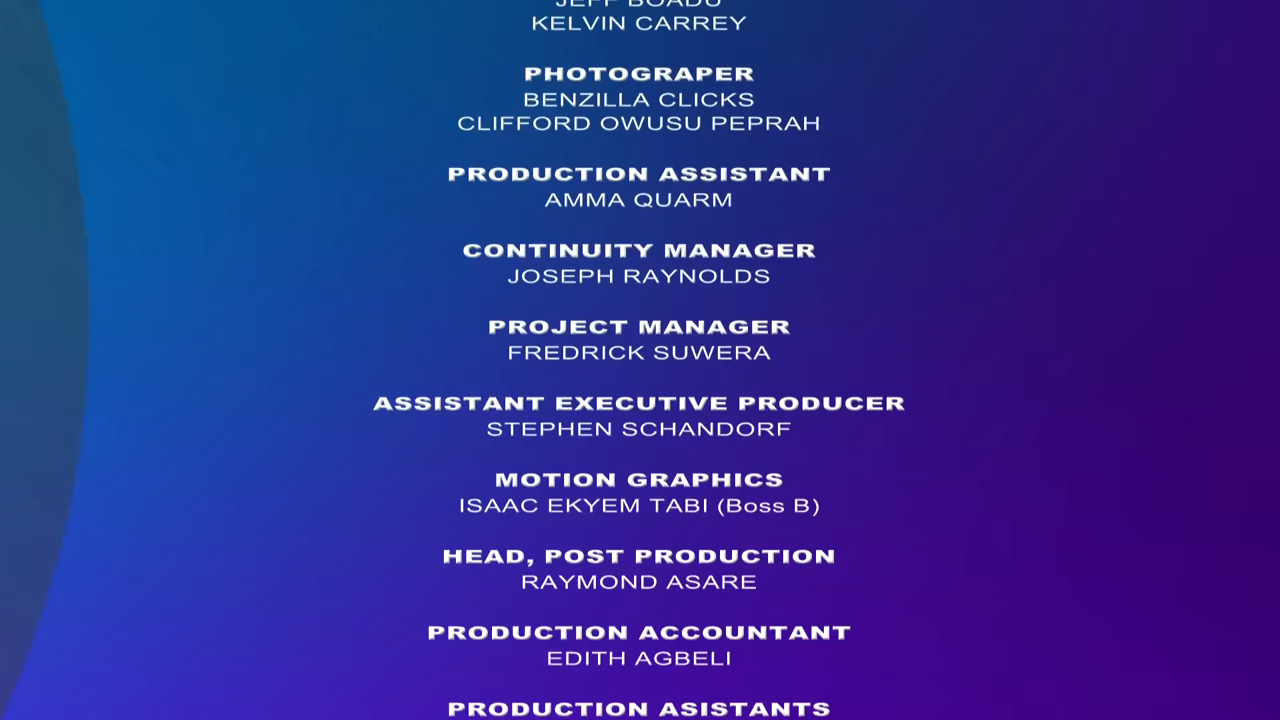 JEFF BOADU
KELVIN CARREY
PHOTOGRAPER
BENZILLA CLICKS
CLIFFORD OWUSU PEPRAH
PRODUCTION ASSISTANT
AMMA QUARM
CONTINUITY MANAGER
JOSEPH RAYNOLDS
PROJECT MANAGER
FREDRICK SUWERA
ASSISTANT EXECUTIVE PRODUCER
STEPHEN SCHANDORF
MOTION GRAPHICS
ISAAC EKYEM TABI (Boss B)
HEAD, POST PRODUCTION
RAYMOND ASARE
PRODUCTION ACCOUNTANT
EDITH AGBELI
PRODUCTION ASISTANTS